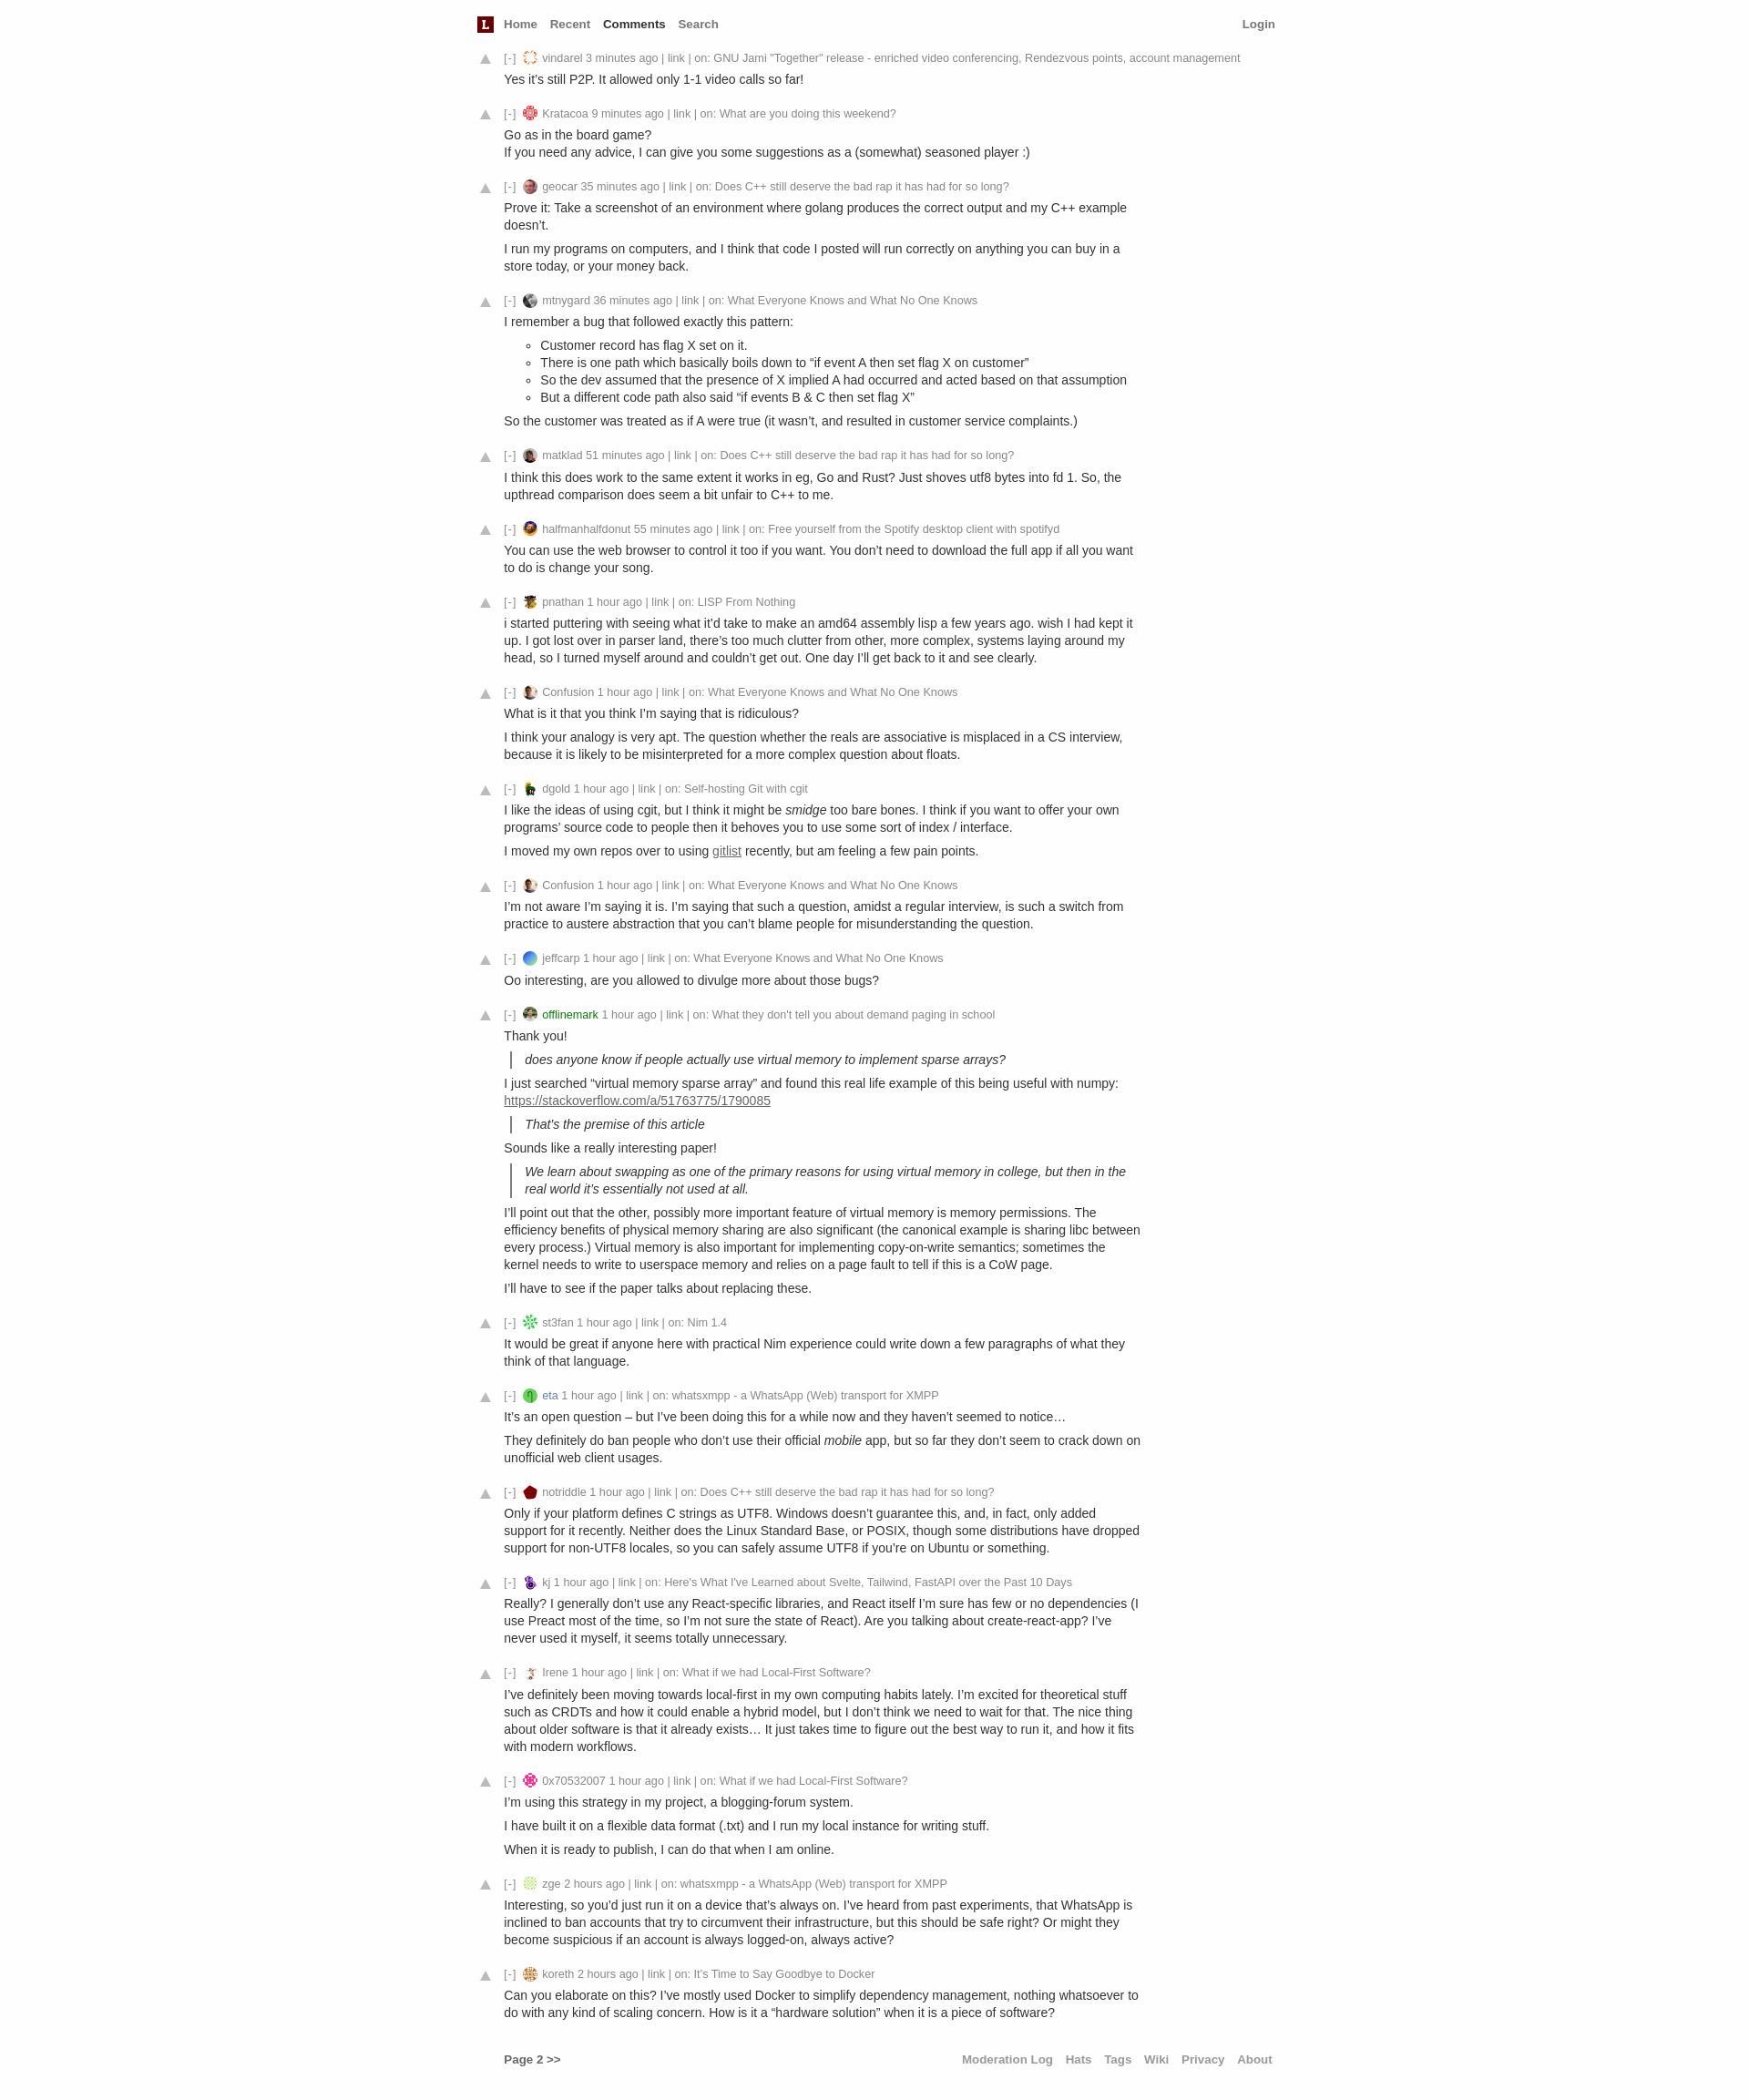 L Home Recent Comments Search Login
[-] vindarel 3 minutes ago | link | on: GNU Jami "Together" release - enriched video conferencing, Rendezvous points, account management
Yes it’s still P2P. It allowed only 1-1 video calls so far!
[-] Kratacoa 9 minutes ago | link | on: What are you doing this weekend?
Go as in the board game?
If you need any advice, I can give you some suggestions as a (somewhat) seasoned player :)
[-] geocar 35 minutes ago | link | on: Does C++ still deserve the bad rap it has had for so long?
Prove it: Take a screenshot of an environment where golang produces the correct output and my C++ example
doesn’t.
I run my programs on computers, and I think that code I posted will run correctly on anything you can buy in a
store today, or your money back.
[-] mtnygard 36 minutes ago | link | on: What Everyone Knows and What No One Knows
I remember a bug that followed exactly this pattern:
Customer record has flag X set on it.
There is one path which basically boils down to “if event A then set flag X on customer”
So the dev assumed that the presence of X implied A had occurred and acted based on that assumption
But a different code path also said “if events B & C then set flag X”
So the customer was treated as if A were true (it wasn’t, and resulted in customer service complaints.)
[-] matklad 51 minutes ago | link | on: Does C++ still deserve the bad rap it has had for so long?
I think this does work to the same extent it works in eg, Go and Rust? Just shoves utf8 bytes into fd 1. So, the
upthread comparison does seem a bit unfair to C++ to me.
[-] halfmanhalfdonut 55 minutes ago | link | on: Free yourself from the Spotify desktop client with spotifyd
You can use the web browser to control it too if you want. You don’t need to download the full app if all you want
to do is change your song.
[-] pnathan 1 hour ago | link | on: LISP From Nothing
i started puttering with seeing what it’d take to make an amd64 assembly lisp a few years ago. wish I had kept it
up. I got lost over in parser land, there’s too much clutter from other, more complex, systems laying around my
head, so I turned myself around and couldn’t get out. One day I’ll get back to it and see clearly.
[-] Confusion 1 hour ago | link | on: What Everyone Knows and What No One Knows
What is it that you think I’m saying that is ridiculous?
I think your analogy is very apt. The question whether the reals are associative is misplaced in a CS interview,
because it is likely to be misinterpreted for a more complex question about floats.
[-] dgold 1 hour ago | link | on: Self-hosting Git with cgit
I like the ideas of using cgit, but I think it might be smidge too bare bones. I think if you want to offer your own
programs’ source code to people then it behoves you to use some sort of index / interface.
I moved my own repos over to using gitlist recently, but am feeling a few pain points.
[-] Confusion 1 hour ago | link | on: What Everyone Knows and What No One Knows
I’m not aware I’m saying it is. I’m saying that such a question, amidst a regular interview, is such a switch from
practice to austere abstraction that you can’t blame people for misunderstanding the question.
[-] jeffcarp 1 hour ago | link | on: What Everyone Knows and What No One Knows
Oo interesting, are you allowed to divulge more about those bugs?
[-] offlinemark 1 hour ago | link | on: What they don't tell you about demand paging in school
Thank you!
does anyone know if people actually use virtual memory to implement sparse arrays?
I just searched “virtual memory sparse array” and found this real life example of this being useful with numpy:
https://stackoverflow.com/a/51763775/1790085
That’s the premise of this article
Sounds like a really interesting paper!
We learn about swapping as one of the primary reasons for using virtual memory in college, but then in the
real world it’s essentially not used at all.
I’ll point out that the other, possibly more important feature of virtual memory is memory permissions. The
efficiency benefits of physical memory sharing are also significant (the canonical example is sharing libc between
every process.) Virtual memory is also important for implementing copy-on-write semantics; sometimes the
kernel needs to write to userspace memory and relies on a page fault to tell if this is a CoW page.
I’ll have to see if the paper talks about replacing these.
[-] st3fan 1 hour ago | link | on: Nim 1.4
It would be great if anyone here with practical Nim experience could write down a few paragraphs of what they
think of that language.
[-] eta 1 hour ago | link | on: whatsxmpp - a WhatsApp (Web) transport for XMPP
It’s an open question – but I’ve been doing this for a while now and they haven’t seemed to notice…
They definitely do ban people who don’t use their official mobile app, but so far they don’t seem to crack down on
unofficial web client usages.
[-] notriddle 1 hour ago | link | on: Does C++ still deserve the bad rap it has had for so long?
Only if your platform defines C strings as UTF8. Windows doesn’t guarantee this, and, in fact, only added
support for it recently. Neither does the Linux Standard Base, or POSIX, though some distributions have dropped
support for non-UTF8 locales, so you can safely assume UTF8 if you’re on Ubuntu or something.
[-] kj 1 hour ago | link | on: Here's What I've Learned about Svelte, Tailwind, FastAPI over the Past 10 Days
Really? I generally don’t use any React-specific libraries, and React itself I’m sure has few or no dependencies (I
use Preact most of the time, so I’m not sure the state of React). Are you talking about create-react-app? I’ve
never used it myself, it seems totally unnecessary.
[-] Irene 1 hour ago | link | on: What if we had Local-First Software?
I’ve definitely been moving towards local-first in my own computing habits lately. I’m excited for theoretical stuff
such as CRDTs and how it could enable a hybrid model, but I don’t think we need to wait for that. The nice thing
about older software is that it already exists… It just takes time to figure out the best way to run it, and how it fits
with modern workflows.
[-] 0x70532007 1 hour ago | link | on: What if we had Local-First Software?
I’m using this strategy in my project, a blogging-forum system.
I have built it on a flexible data format (.txt) and I run my local instance for writing stuff.
When it is ready to publish, I can do that when I am online.
[-] zge 2 hours ago | link | on: whatsxmpp - a WhatsApp (Web) transport for XMPP
Interesting, so you’d just run it on a device that’s always on. I’ve heard from past experiments, that WhatsApp is
inclined to ban accounts that try to circumvent their infrastructure, but this should be safe right? Or might they
become suspicious if an account is always logged-on, always active?
[-] koreth 2 hours ago | link | on: It’s Time to Say Goodbye to Docker
Can you elaborate on this? I’ve mostly used Docker to simplify dependency management, nothing whatsoever to
do with any kind of scaling concern. How is it a “hardware solution” when it is a piece of software?
Page 2 >> Moderation Log Hats Tags Wiki Privacy About